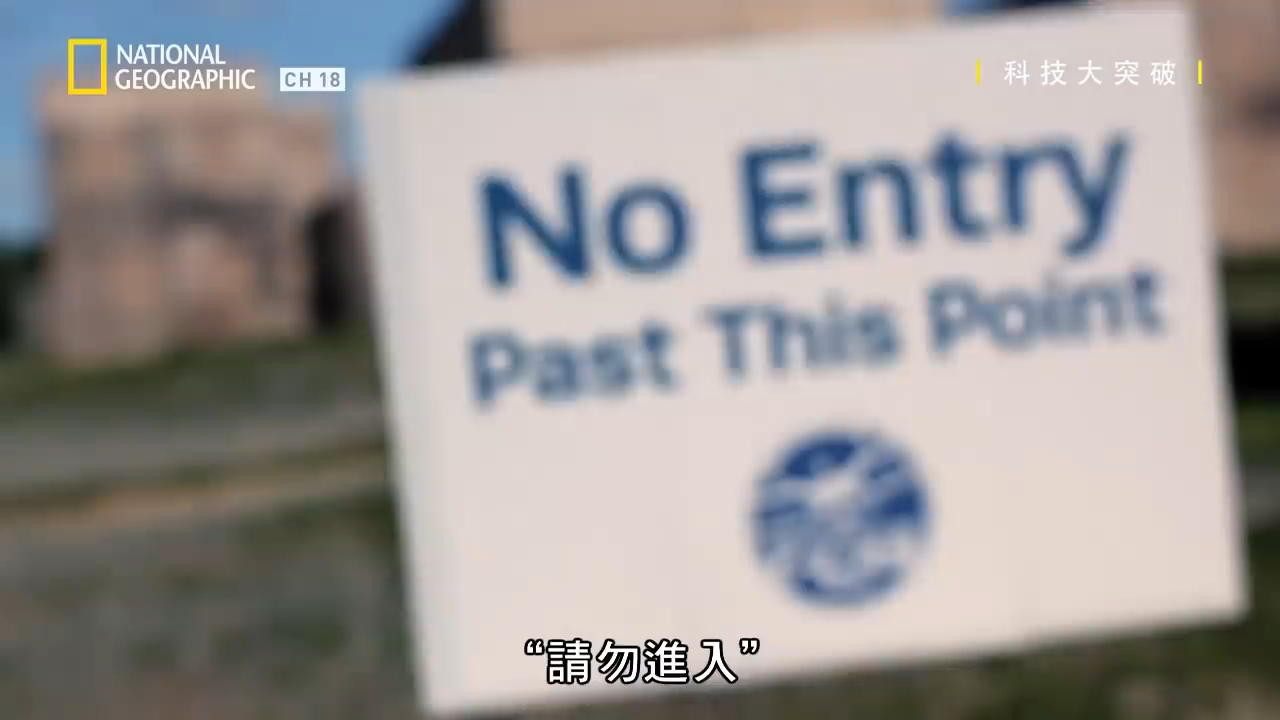 NATIONAL
GEOGRAPHIC
CH 18
科技大突破
No Entry
Past This Point
“請勿進入”